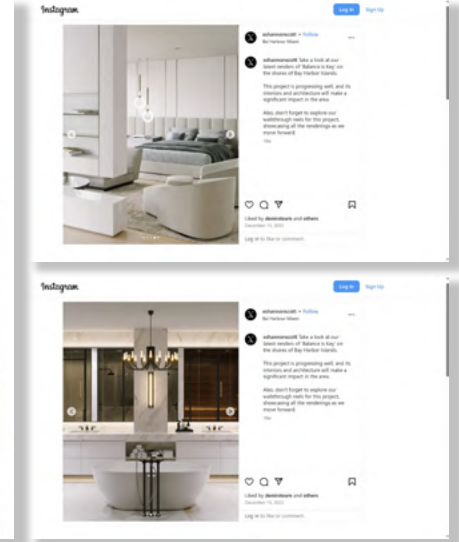 Instagram
Log In
Sign Up
• Follow
Bal Harbour Miami
Take a look at our
latest renders of 'Balance is Key' on
the shores of Bay Harbor Islands.
This project is progressing well, and its
interiors and architecture will make a
significant impact in the area.
Also, don't forget to explore our
walkthrough reels for this project,
showcasing all the renderings as we
move forward.
Liked by and others
December 15, 2023
Log in to like or comment.
Instagram
Log In
Sign Up
• Follow
Bal Harbour Miami
Take a look at our
latest renders of 'Balance is Key' on
the shores of Bay Harbor Islands.
This project is progressing well, and its
interiors and architecture will make a
significant impact in the area.
Also, don't forget to explore our
walkthrough reels for this project,
showcasing all the renderings as we
move forward.
Liked by and others
December 15, 2023
Log in to like or comment.